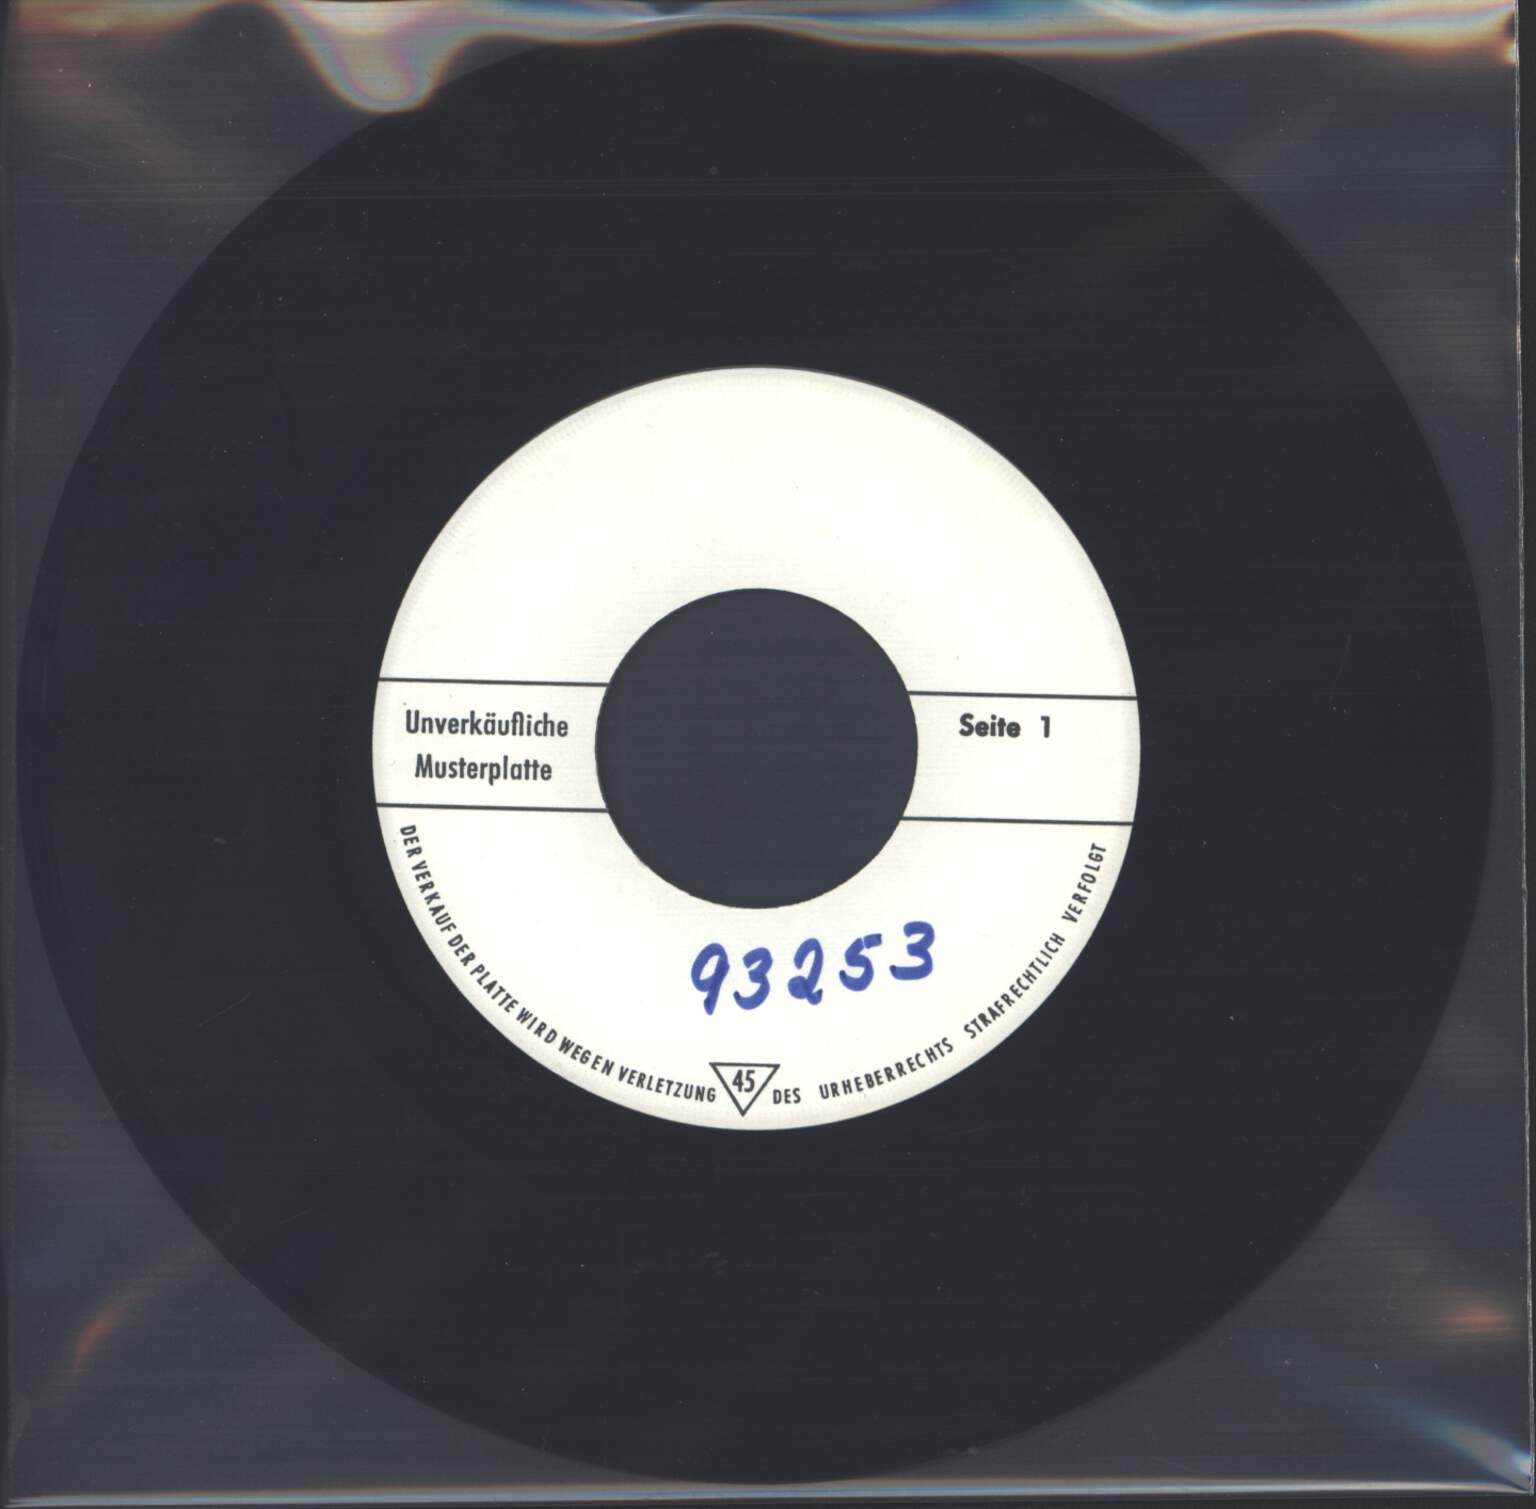 Unverkäufliche
Musterplatte
Seite 1
93253
DER VERKAUF DER PLATTE WIRD WEGEN VERLETZUNG 45 DES URHEBERRECHTS STRAFRECHTLICH VERFOLGT